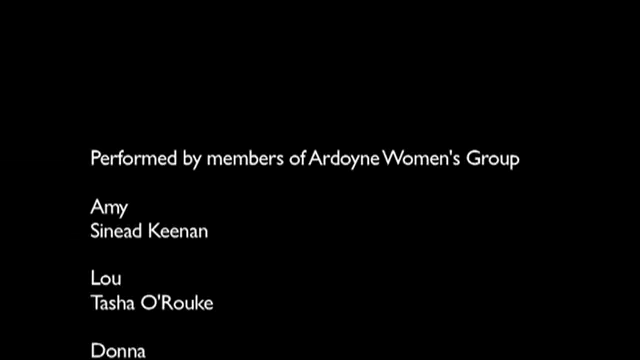 Performed by members of Ardoyne Women's Group
Amy
Sinead Keenan
Lou
Tasha O'Rouke
Donna